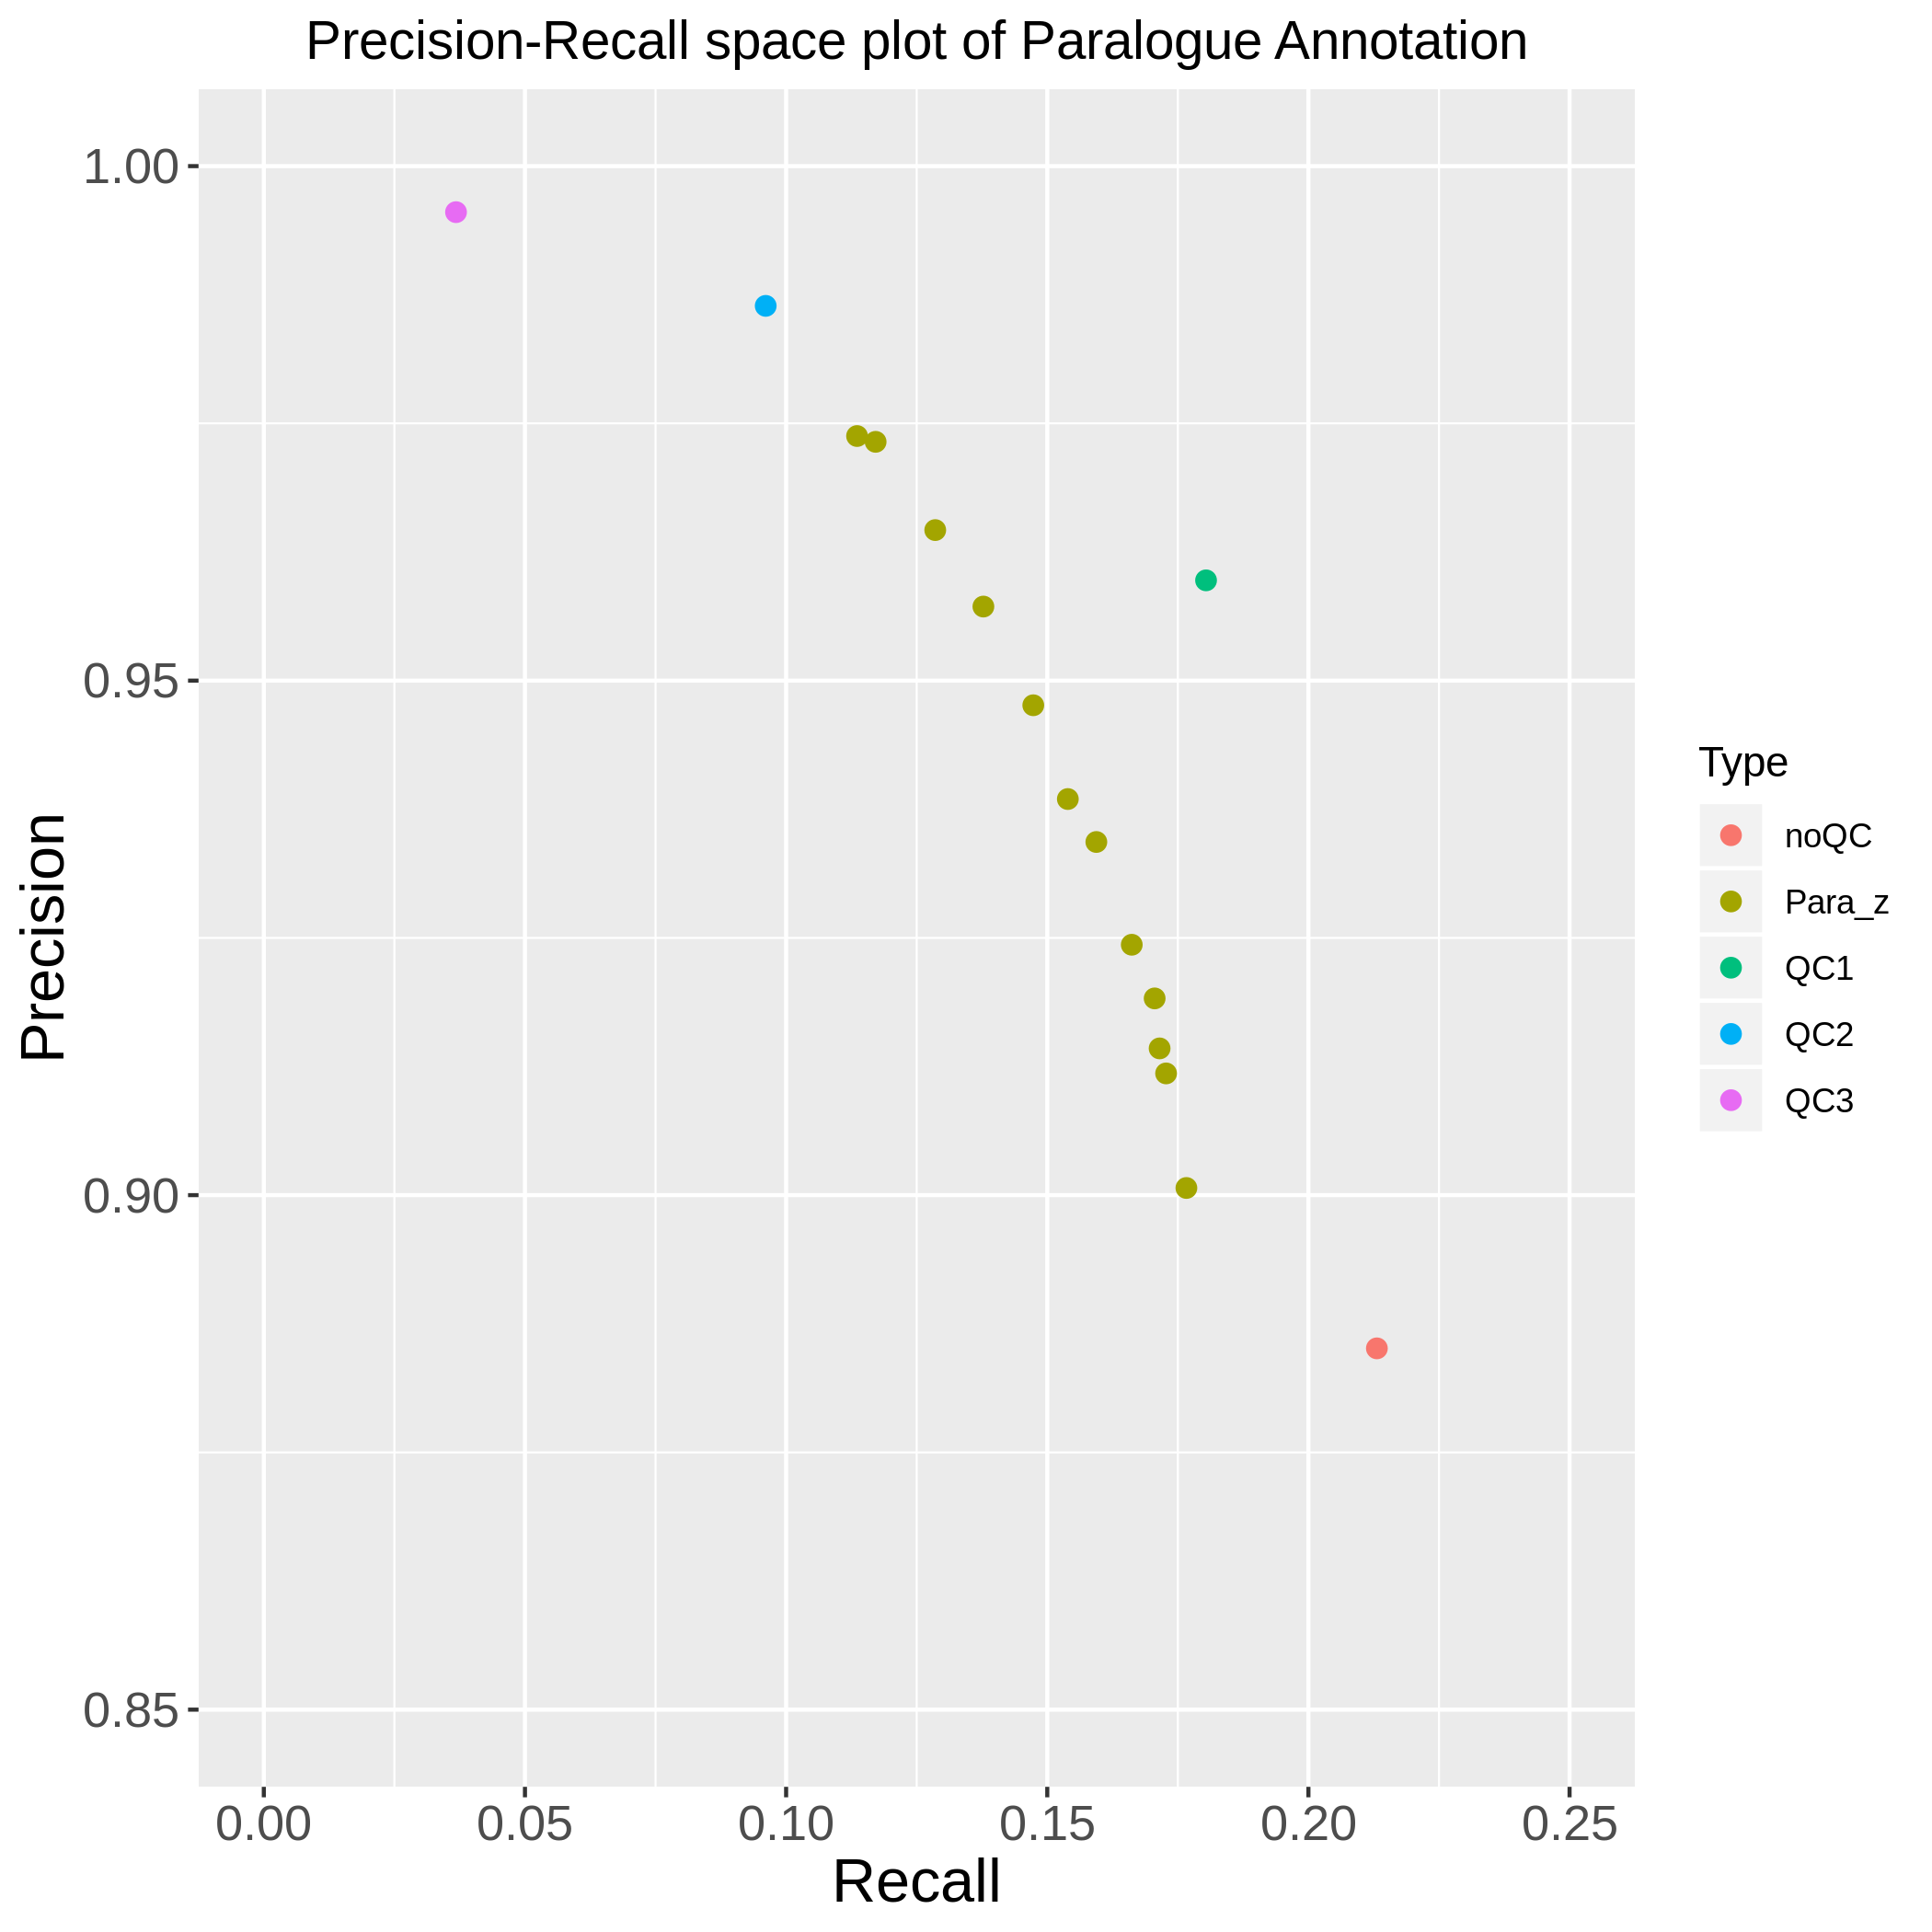 Precision-Recall space plot of Paralogue Annotation
1.00
0.95
0.90
0.85
Precision
0.00 0.05 0.10 0.15 0.20 0.25
Recall
Type
noQC
Para_z
QC1
QC2
QC3